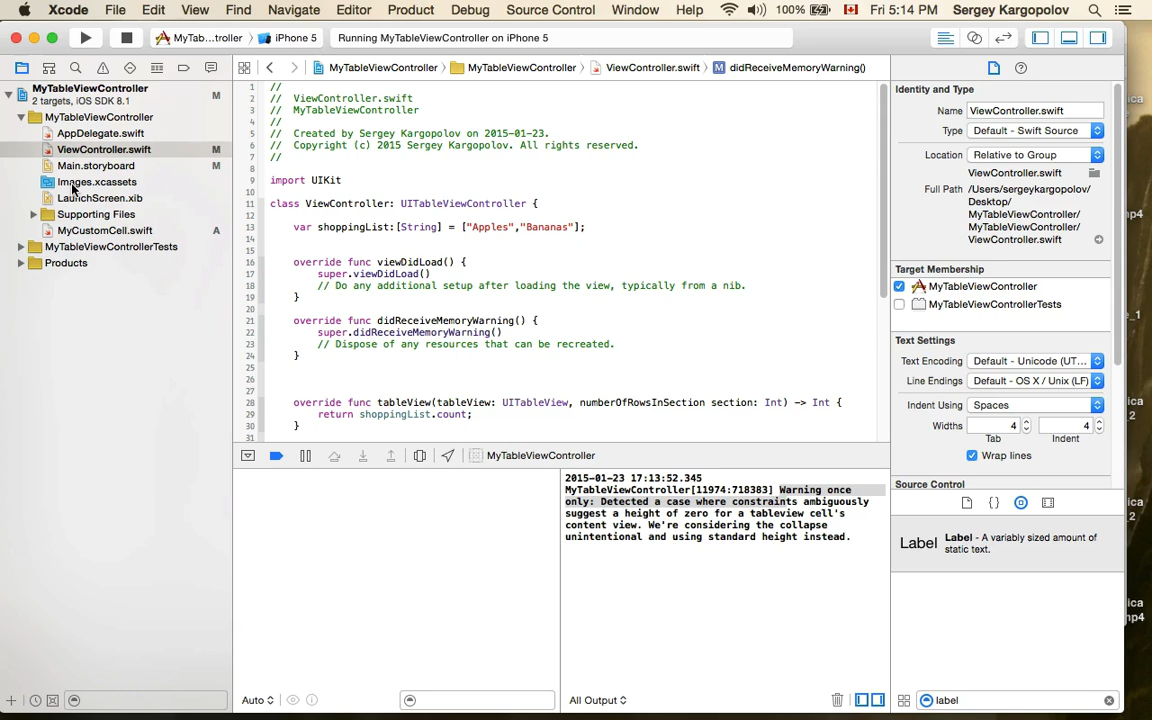 Xcode File Edit View Find Navigate Editor Product Debug Source Control Window Help 100% Fri 5:14 PM Sergey Kargopolov
MyTab...troller iPhone 5 Running MyTableViewController on iPhone 5
MyTableViewController MyTableViewController ViewController.swift M didReceiveMemoryWarning()
MyTableViewController M
2 targets, iOS SDK 8.1
MyTableViewController
AppDelegate.swift
ViewController.swift M
Main.storyboard M
Images.xcassets
LaunchScreen.xib
Supporting Files
MyCustomCell.swift A
MyTableViewControllerTests
Products
1 //
2 // ViewController.swift
3 // MyTableViewController
4 //
5 // Created by Sergey Kargopolov on 2015-01-23.
6 // Copyright (c) 2015 Sergey Kargopolov. All rights reserved.
7 //
8
9 import UIKit
10
11 class ViewController: UITableViewController {
12
13 var shoppingList:[String] = ["Apples","Bananas"];
14
15
16 override func viewDidLoad() {
17 super.viewDidLoad()
18 // Do any additional setup after loading the view, typically from a nib.
19 }
20
21 override func didReceiveMemoryWarning() {
22 super.didReceiveMemoryWarning()
23 // Dispose of any resources that can be recreated.
24 }
25
26
27
28 override func tableView(tableView: UITableView, numberOfRowsInSection section: Int) -> Int {
29 return shoppingList.count;
30 }
31
MyTableViewController
2015-01-23 17:13:52.345
MyTableViewController[11974:718383] Warning once
only: Detected a case where constraints ambiguously
suggest a height of zero for a tableview cell's
content view. We're considering the collapse
unintentional and using standard height instead.
Auto All Output
Identity and Type
Name ViewController.swift
Type Default - Swift Source
Location Relative to Group
ViewController.swift
Full Path /Users/sergeykargopolov/
Desktop/
MyTableViewController/
MyTableViewController/
ViewController.swift
Target Membership
MyTableViewController
MyTableViewControllerTests
Text Settings
Text Encoding Default - Unicode (UT...
Line Endings Default - OS X / Unix (LF)
Indent Using Spaces
Widths 4 4
Tab Indent
Wrap lines
Source Control
Label Label - A variably sized amount of
static text.
label
ica
np4
e_1
ica
_2
ica
_2
ica
mp4